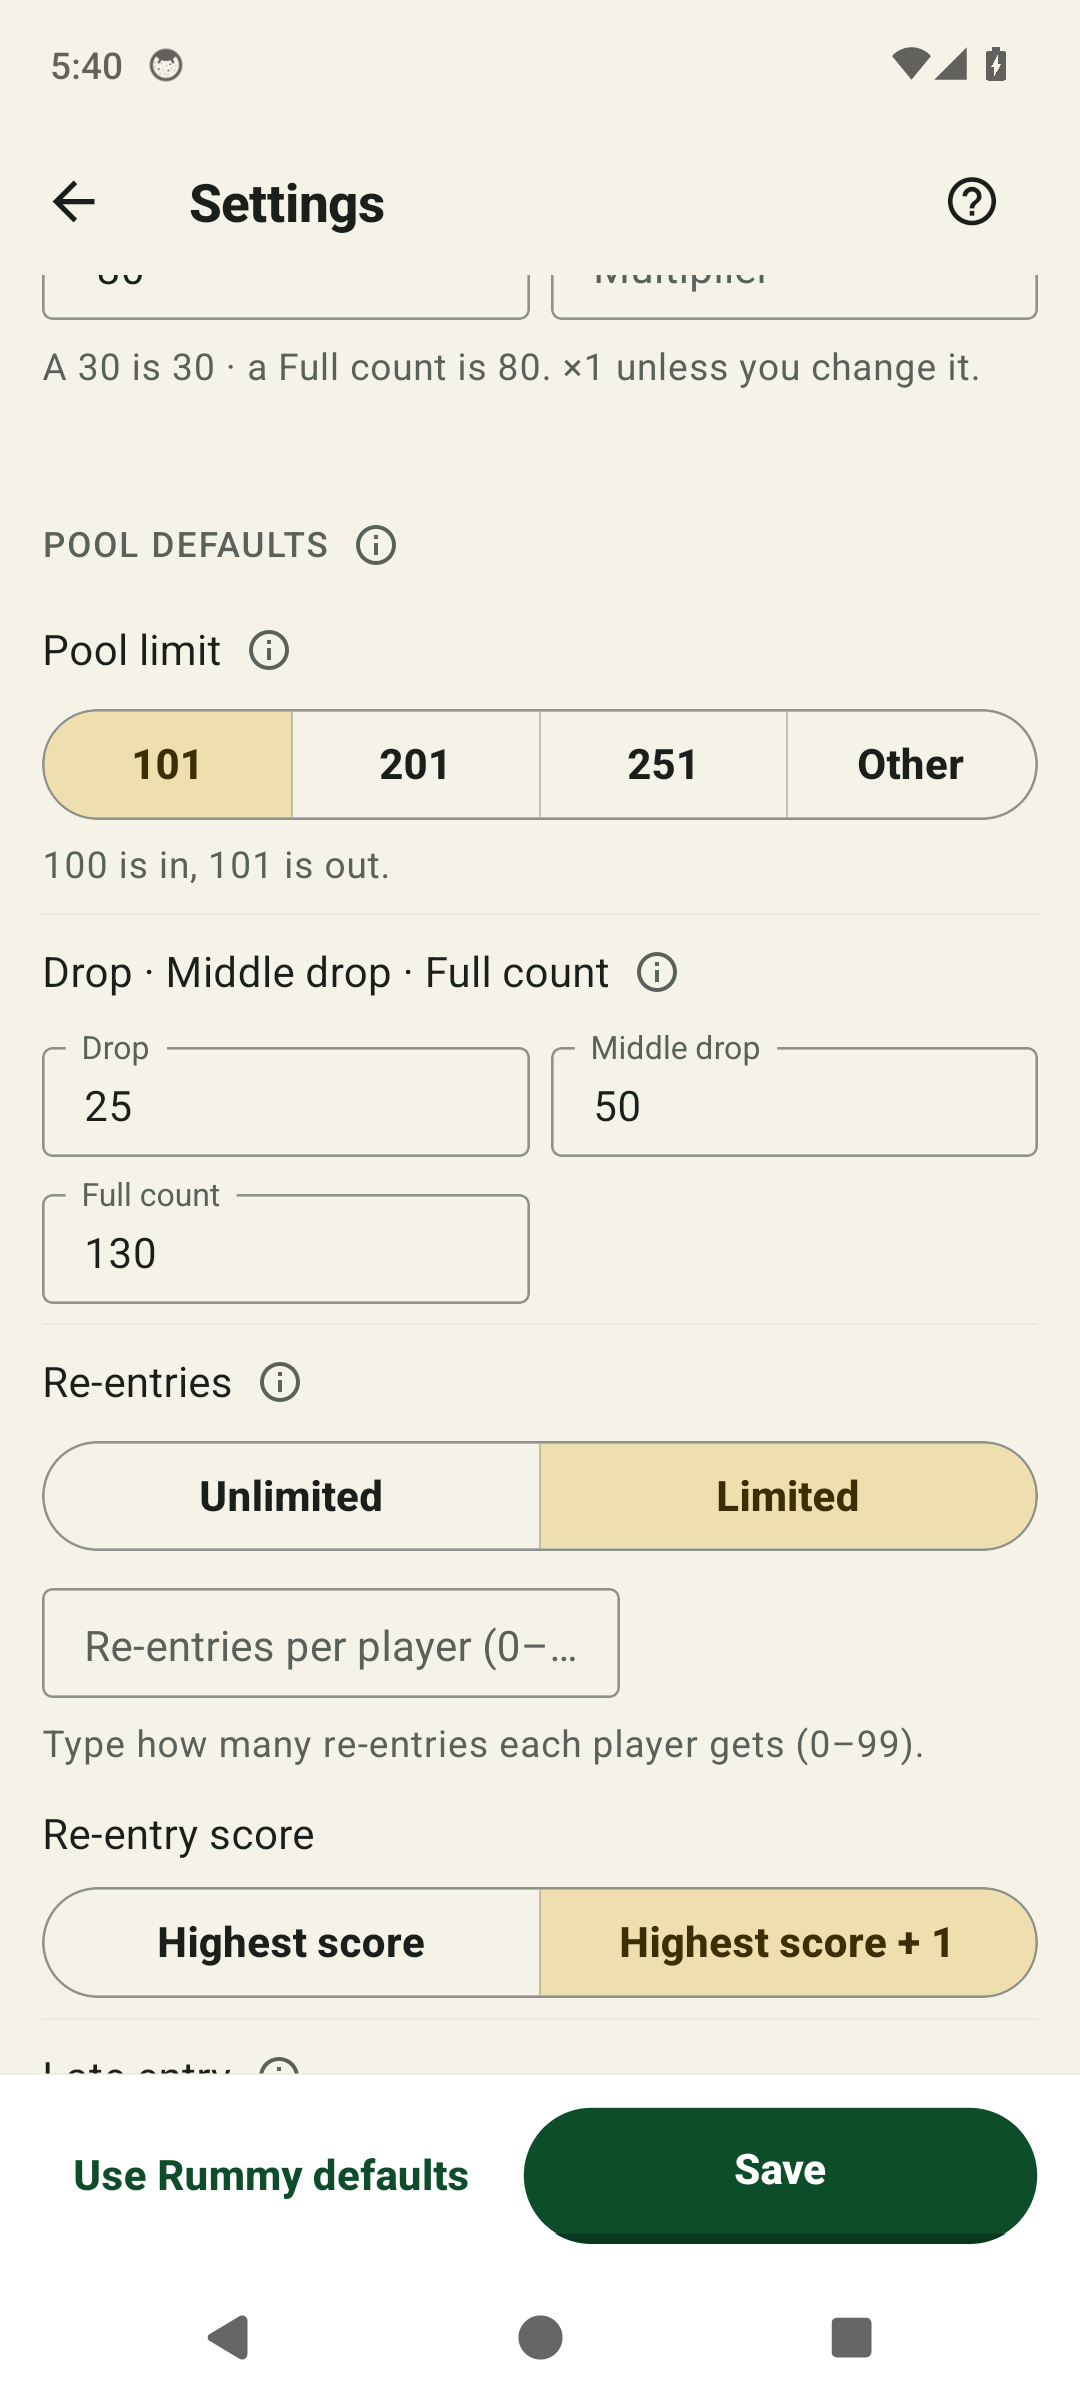 5:40
Settings
A 30 is 30 · a Full count is 80. ×1 unless you change it.
POOL DEFAULTS
Pool limit
101 201 251 Other
100 is in, 101 is out.
Drop · Middle drop · Full count
Drop Middle drop
25 50
Full count
130
Re-entries
Unlimited Limited
Re-entries per player (0–…
Type how many re-entries each player gets (0–99).
Re-entry score
Highest score Highest score + 1
Late entry
Use Rummy defaults Save